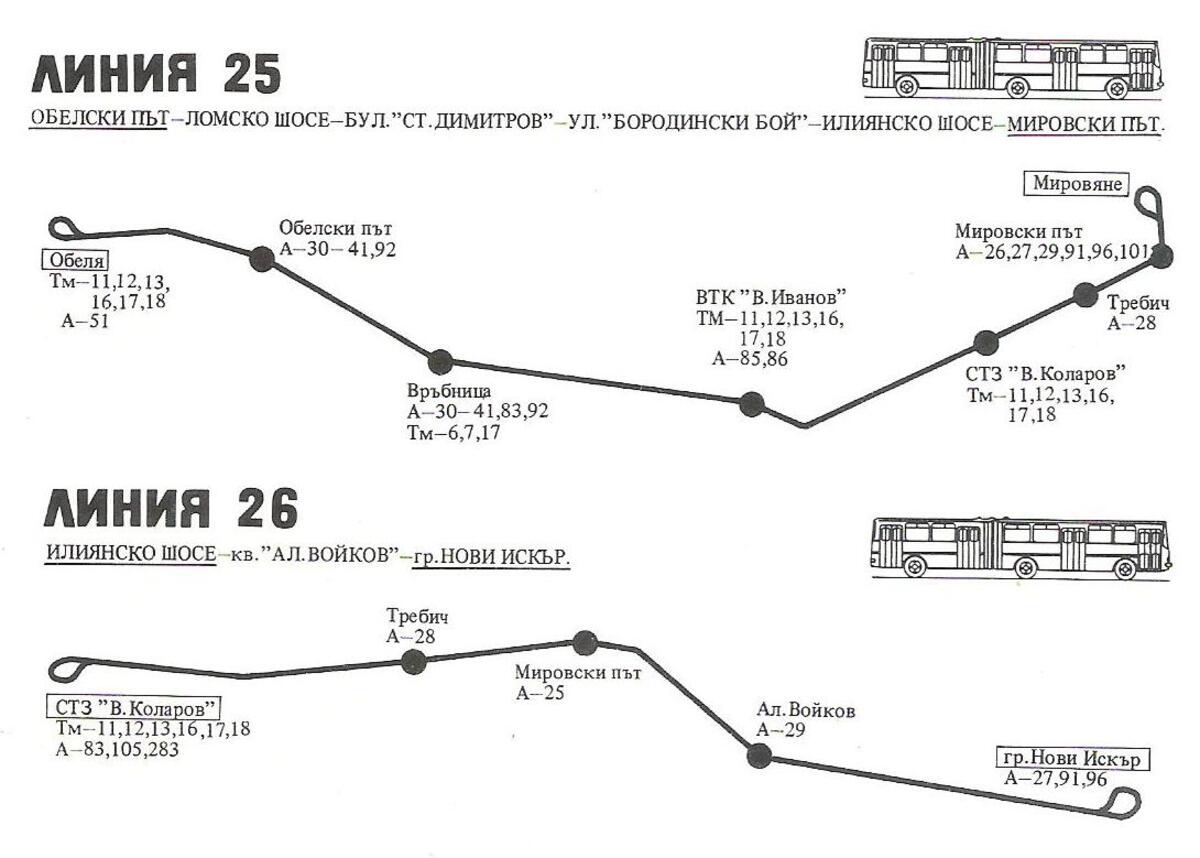 ЛИНИЯ 25
ОБЕЛСКИ ПЪТ–ЛОМСКО ШОСЕ–БУЛ."СТ.ДИМИТРОВ"–УЛ."БОРОДИНСКИ БОЙ"–ИЛИЯНСКО ШОСЕ–МИРОВСКИ ПЪТ.
Мировяне
Обелски път
А–30–41,92
Мировски път
А–26,27,29,91,96,101
Обеля
Тм–11,12,13,
16,17,18
А–51
ВТК "В.Иванов"
ТМ–11,12,13,16,
17,18
А–85,86
Требич
А–28
Връбница
А–30–41,83,92
Тм–6,7,17
СТЗ "В.Коларов"
Тм–11,12,13,16,
17,18
ЛИНИЯ 26
ИЛИЯНСКО ШОСЕ–кв."АЛ.ВОЙКОВ"–гр.НОВИ ИСКЪР.
Требич
А–28
Мировски път
А–25
СТЗ "В.Коларов"
Тм–11,12,13,16,17,18
А–83,105,283
Ал.Войков
А–29
гр.Нови Искър
А–27,91,96